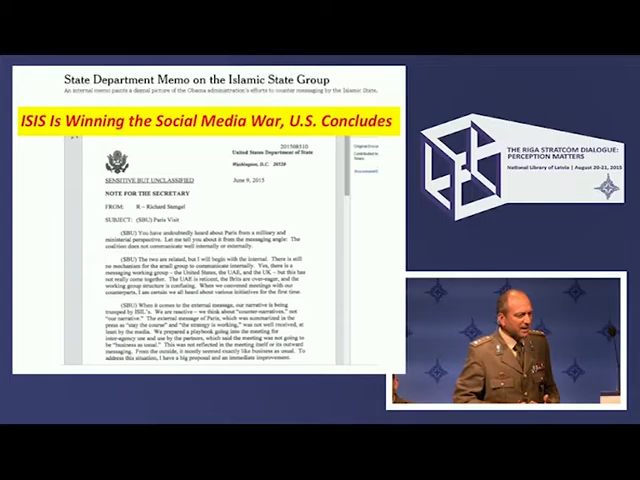 State Department Memo on the Islamic State Group
An internal memo paints a dismal picture of the Obama administration's efforts to counter messaging by the Islamic State.
ISIS Is Winning the Social Media War, U.S. Concludes
201508510
United States Department of State
Washington, D.C. 20520
SENSITIVE BUT UNCLASSIFIED
June 9, 2015
NOTE FOR THE SECRETARY
FROM: R - Richard Stengel
SUBJECT: (SBU) Paris Visit
(SBU) You have undoubtedly heard about Paris from a military and
ministerial perspective. Let me tell you about it from the messaging angle: The
coalition does not communicate well internally or externally.
(SBU) The two are related, but I will begin with the internal. There is still
no mechanism for the small group to communicate internally. Yes, there is a
messaging working group – the United States, the UAE, and the UK – but this has
not really come together. The UAE is reticent, the Brits are over-eager, and the
working group structure is confusing. When we convened meetings with our
counterparts, I am certain we all heard about various initiatives for the first time.
(SBU) When it comes to the external message, our narrative is being
trumped by ISIL's. We are reactive – we think about "counter-narratives," not
"our narrative." The external message of Paris, which was summarized in the
press as "stay the course" and "the strategy is working," was not well received, at
least by the media. We prepared a playbook going into the meeting for
inter-agency use and use by the partners, which said the meeting was not going to
be "business as usual." This was not reflected in the meeting itself or its outward
messaging. From the outside, it mostly seemed exactly like business as usual. To
address this situation, I have a big proposal and an immediate improvement.
THE RIGA STRATCOM DIALOGUE:
PERCEPTION MATTERS
National Library of Latvia | August 20-21, 2015